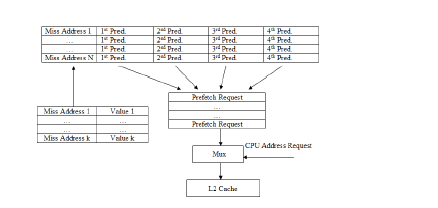 Miss Address 1 1st Pred. 2nd Pred. 3rd Pred. 4th Pred.
.... 1st Pred. 2nd Pred. 3rd Pred. 4th Pred.
.... 1st Pred. 2nd Pred. 3rd Pred. 4th Pred.
Miss Address N 1st Pred. 2nd Pred. 3rd Pred. 4th Pred.
Prefetch Request
....
....
Prefetch Request
Miss Address 1 Value 1
.... ....
.... ....
Miss Address k Value k
CPU Address Request
Mux
L2 Cache